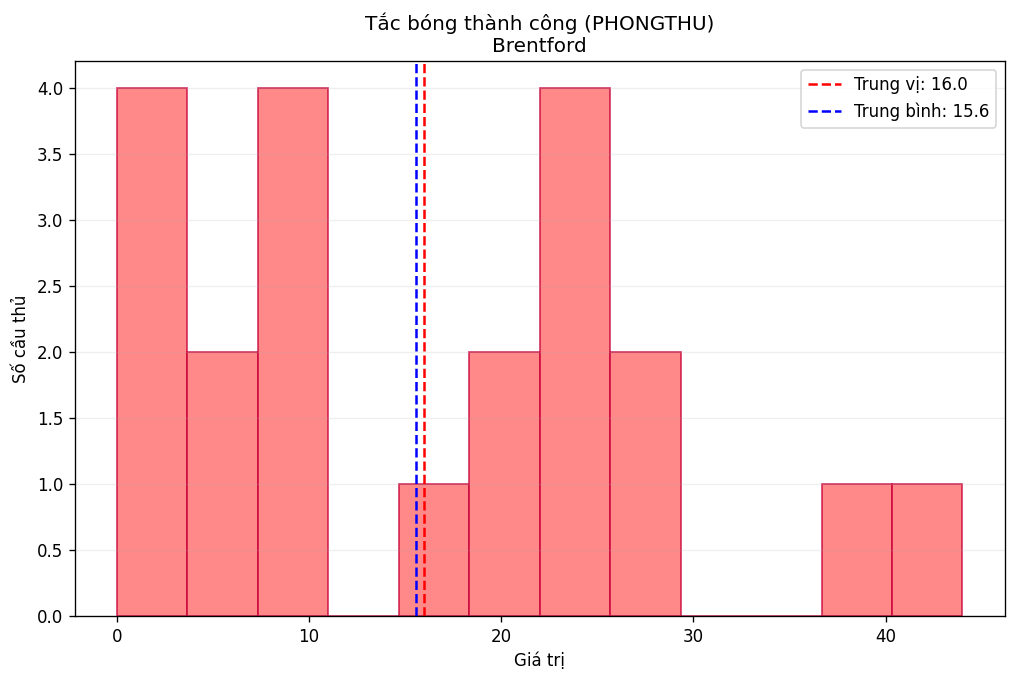 Tắc bóng thành công (PHONGTHU)
Brentford
Trung vị: 16.0
Trung bình: 15.6
4.0
3.5
3.0
2.5
2.0
1.5
1.0
0.5
0.0
Số cầu thủ
0 10 20 30 40
Giá trị